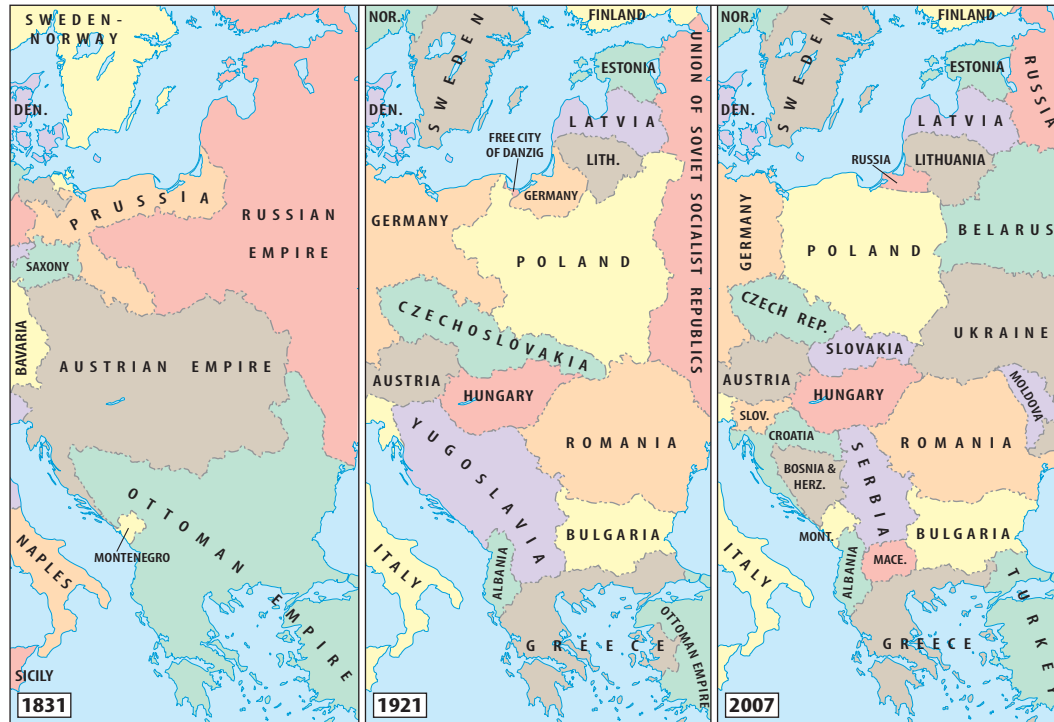 SWEDEN-
NORWAY
DEN.
PRUSSIA
RUSSIAN
EMPIRE
SAXONY
BAVARIA
AUSTRIAN EMPIRE
OTTOMAN EMPIRE
MONTENEGRO
NAPLES
SICILY
1831
NOR.
SWEDEN
FINLAND
ESTONIA
DEN.
LATVIA
FREE CITY
OF DANZIG
LITH.
GERMANY
GERMANY
UNION OF SOVIET SOCIALIST REPUBLICS
POLAND
CZECHOSLOVAKIA
AUSTRIA
HUNGARY
YUGOSLAVIA
ROMANIA
BULGARIA
ITALY
ALBANIA
GREECE
OTTOMAN EMPIRE
1921
NOR.
SWEDEN
FINLAND
ESTONIA
RUSSIA
DEN.
LATVIA
RUSSIA
LITHUANIA
BELARUS
GERMANY
POLAND
CZECH REP.
UKRAINE
SLOVAKIA
AUSTRIA
HUNGARY
MOLDOVA
SLOV.
CROATIA
ROMANIA
BOSNIA &
HERZ.
SERBIA
MONT.
BULGARIA
ITALY
ALBANIA
MACE.
TURKEY
GREECE
2007